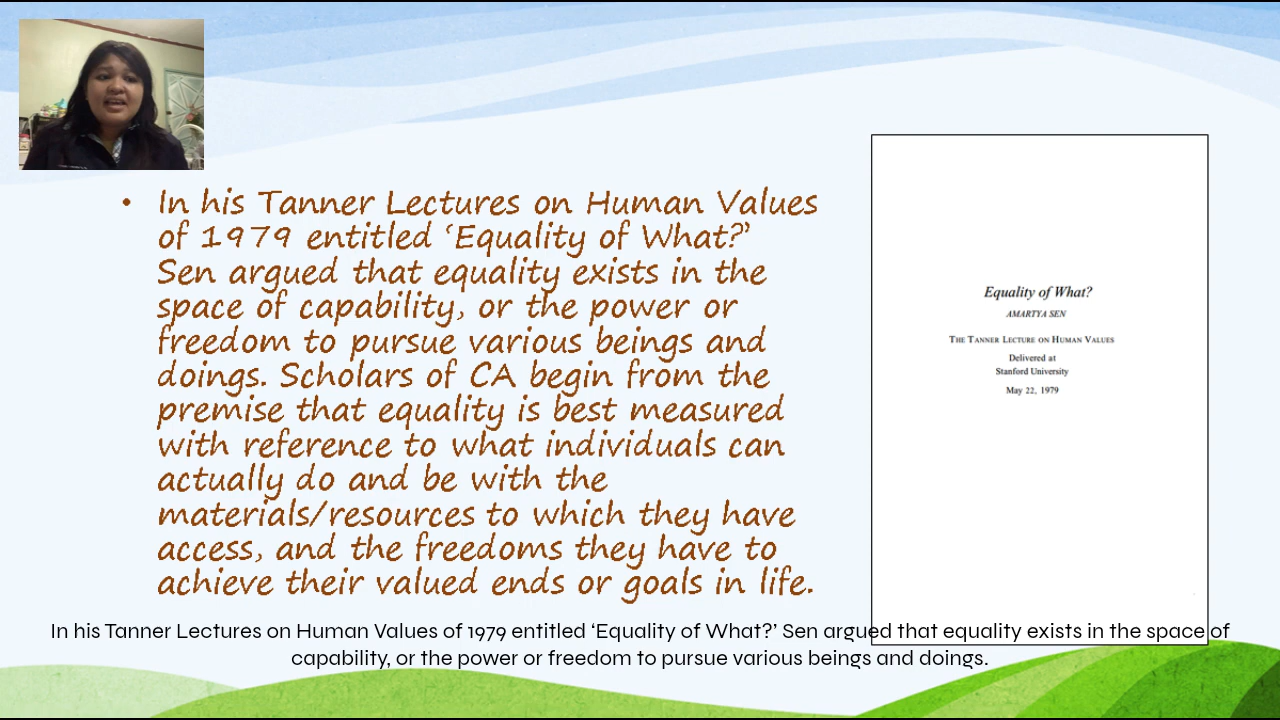 • In his Tanner Lectures on Human Values
of 1979 entitled ‘Equality of What?’
Sen argued that equality exists in the
space of capability, or the power or
freedom to pursue various beings and
doings. Scholars of CA begin from the
premise that equality is best measured
with reference to what individuals can
actually do and be with the
materials/resources to which they have
access, and the freedoms they have to
achieve their valued ends or goals in life.
Equality of What?
AMARTYA SEN
THE TANNER LECTURE ON HUMAN VALUES
Delivered at
Stanford University
May 22, 1979
In his Tanner Lectures on Human Values of 1979 entitled ‘Equality of What?’ Sen argued that equality exists in the space of
capability, or the power or freedom to pursue various beings and doings.